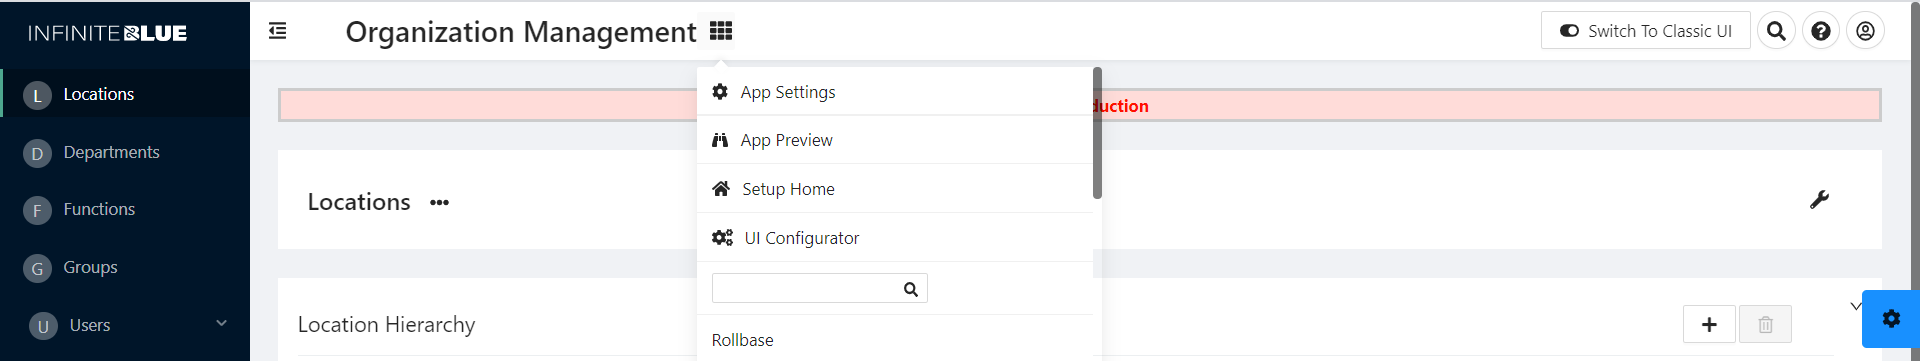 INFINITEBLUE
Organization Management
Switch To Classic UI
L Locations
D Departments
F Functions
G Groups
U Users
App Settings
App Preview
Setup Home
UI Configurator
Rollbase
duction
Locations
Location Hierarchy